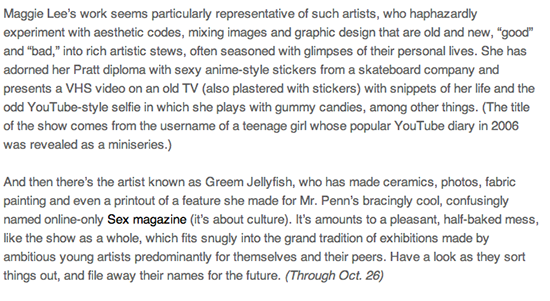 Maggie Lee's work seems particularly representative of such artists, who haphazardly
experiment with aesthetic codes, mixing images and graphic design that are old and new, “good”
and “bad,” into rich artistic stews, often seasoned with glimpses of their personal lives. She has
adorned her Pratt diploma with sexy anime-style stickers from a skateboard company and
presents a VHS video on an old TV (also plastered with stickers) with snippets of her life and the
odd YouTube-style selfie in which she plays with gummy candies, among other things. (The title
of the show comes from the username of a teenage girl whose popular YouTube diary in 2006
was revealed as a miniseries.)
And then there's the artist known as Greem Jellyfish, who has made ceramics, photos, fabric
painting and even a printout of a feature she made for Mr. Penn's bracingly cool, confusingly
named online-only Sex magazine (it's about culture). It's amounts to a pleasant, half-baked mess,
like the show as a whole, which fits snugly into the grand tradition of exhibitions made by
ambitious young artists predominantly for themselves and their peers. Have a look as they sort
things out, and file away their names for the future. (Through Oct. 26)